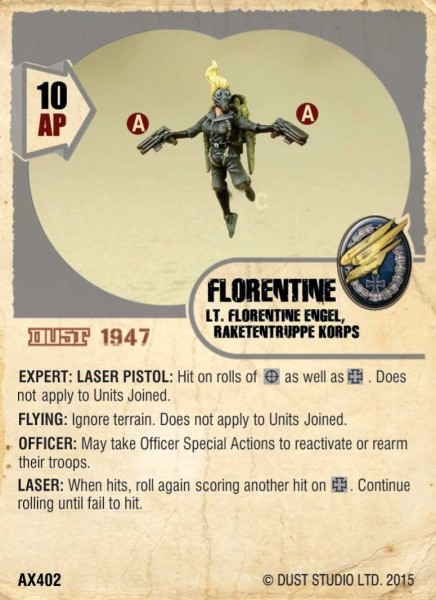 10
AP
A
A
C
FLORENTINE
LT. FLORENTINE ENGEL,
RAKETENTRUPPE KORPS
DUST 1947
EXPERT: LASER PISTOL: Hit on rolls of as well as . Does
not apply to Units Joined.
FLYING: Ignore terrain. Does not apply to Units Joined.
OFFICER: May take Officer Special Actions to reactivate or rearm
their troops.
LASER: When hits, roll again scoring another hit on . Continue
rolling until fail to hit.
AX402
© DUST STUDIO LTD. 2015